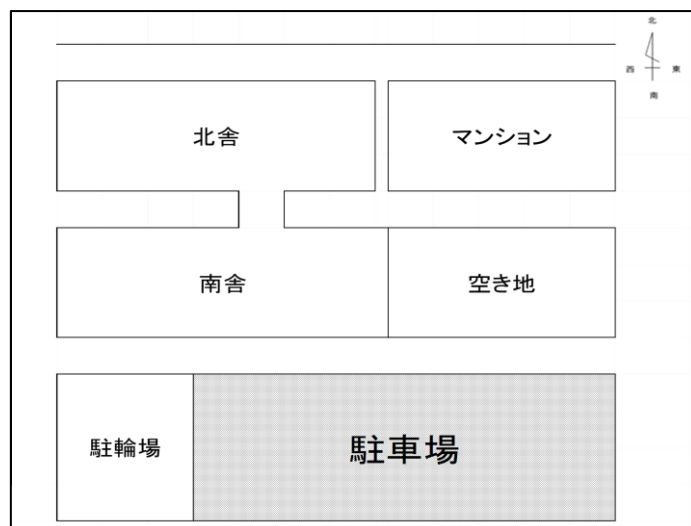 北
西 東
南
北舎 マンション
南舎 空き地
駐輪場 駐車場